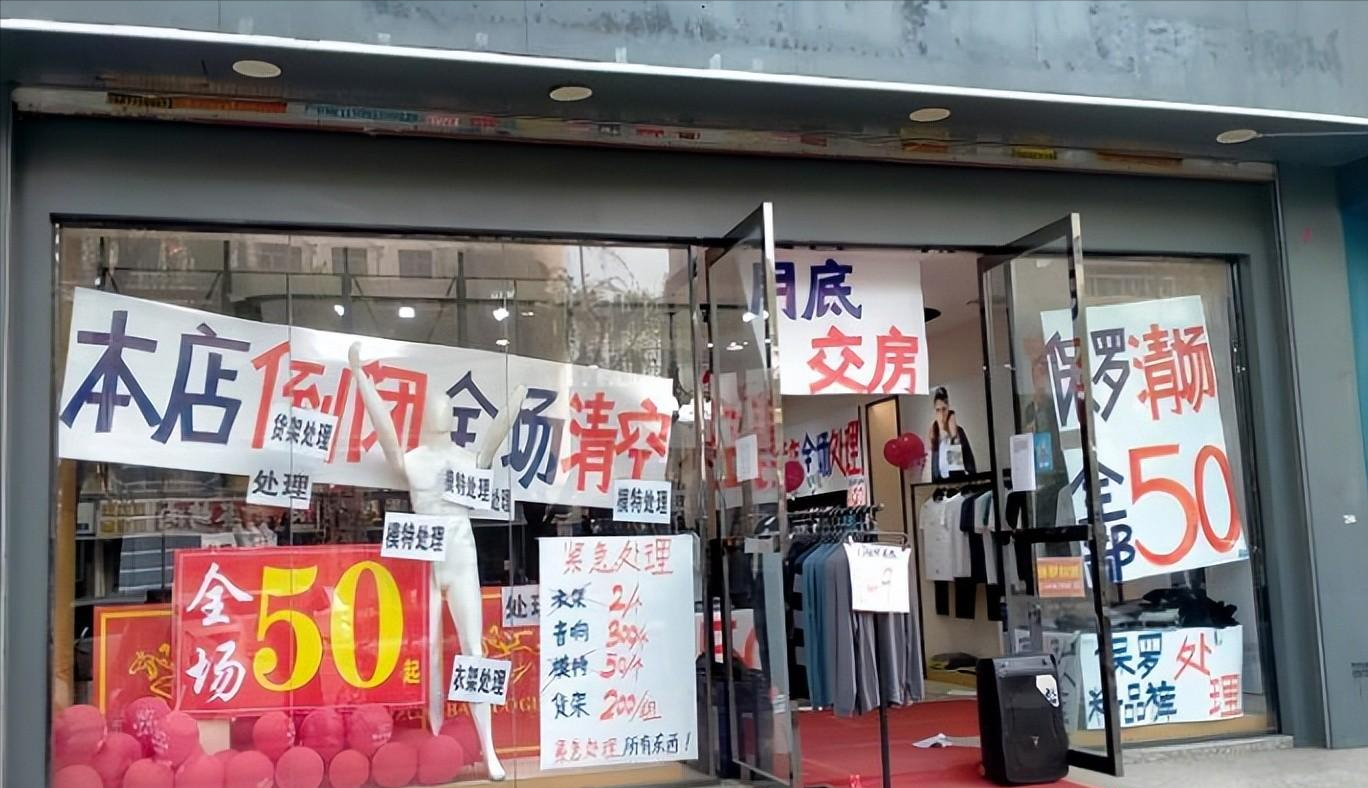 本店倒闭 全场清空
货架处理
处理
模特处理
模特处理
处理
模特处理
衣架处理
全场50起
紧急处理
衣架 2/个
音响 300/个
模特 50/个
货架 200/组
紧急处理所有东西！
月底
交房
全场处理
9
保罗清场
全部50
保罗处理